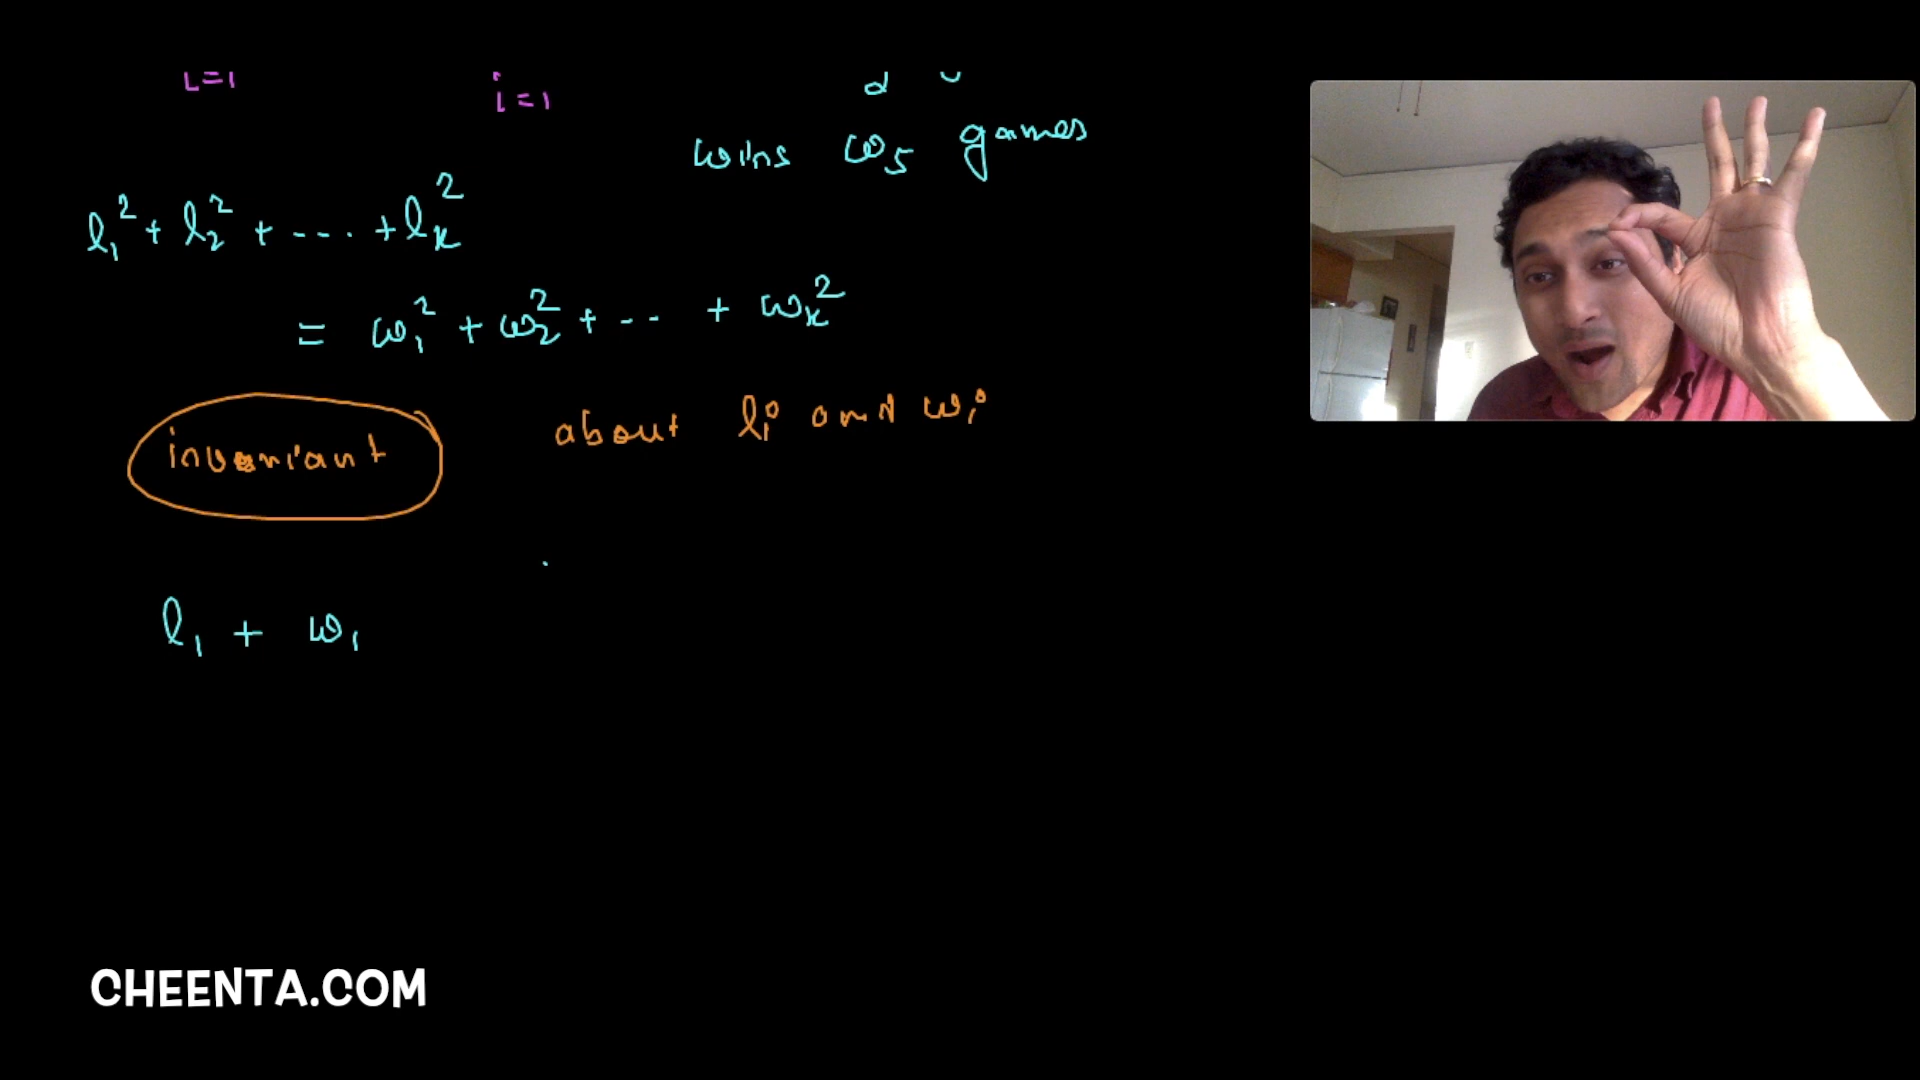 i=1
i=1
wins w₅ games
l₁² + l₂² + ---. + lₖ²
= w₁² + w₂² + -- + wₖ²
invariant about lᵢ and wᵢ
l₁ + w₁
CHEENTA.COM